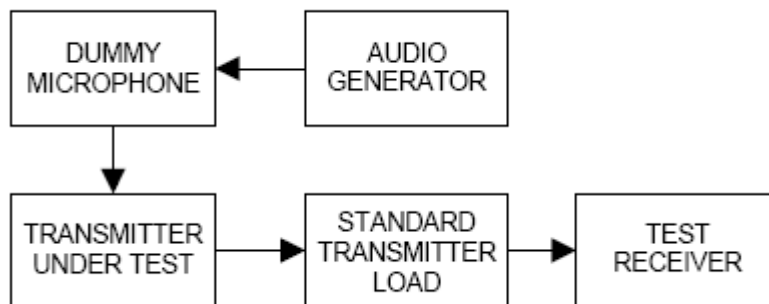 DUMMY
MICROPHONE
AUDIO
GENERATOR
TRANSMITTER
UNDER TEST
STANDARD
TRANSMITTER
LOAD
TEST
RECEIVER